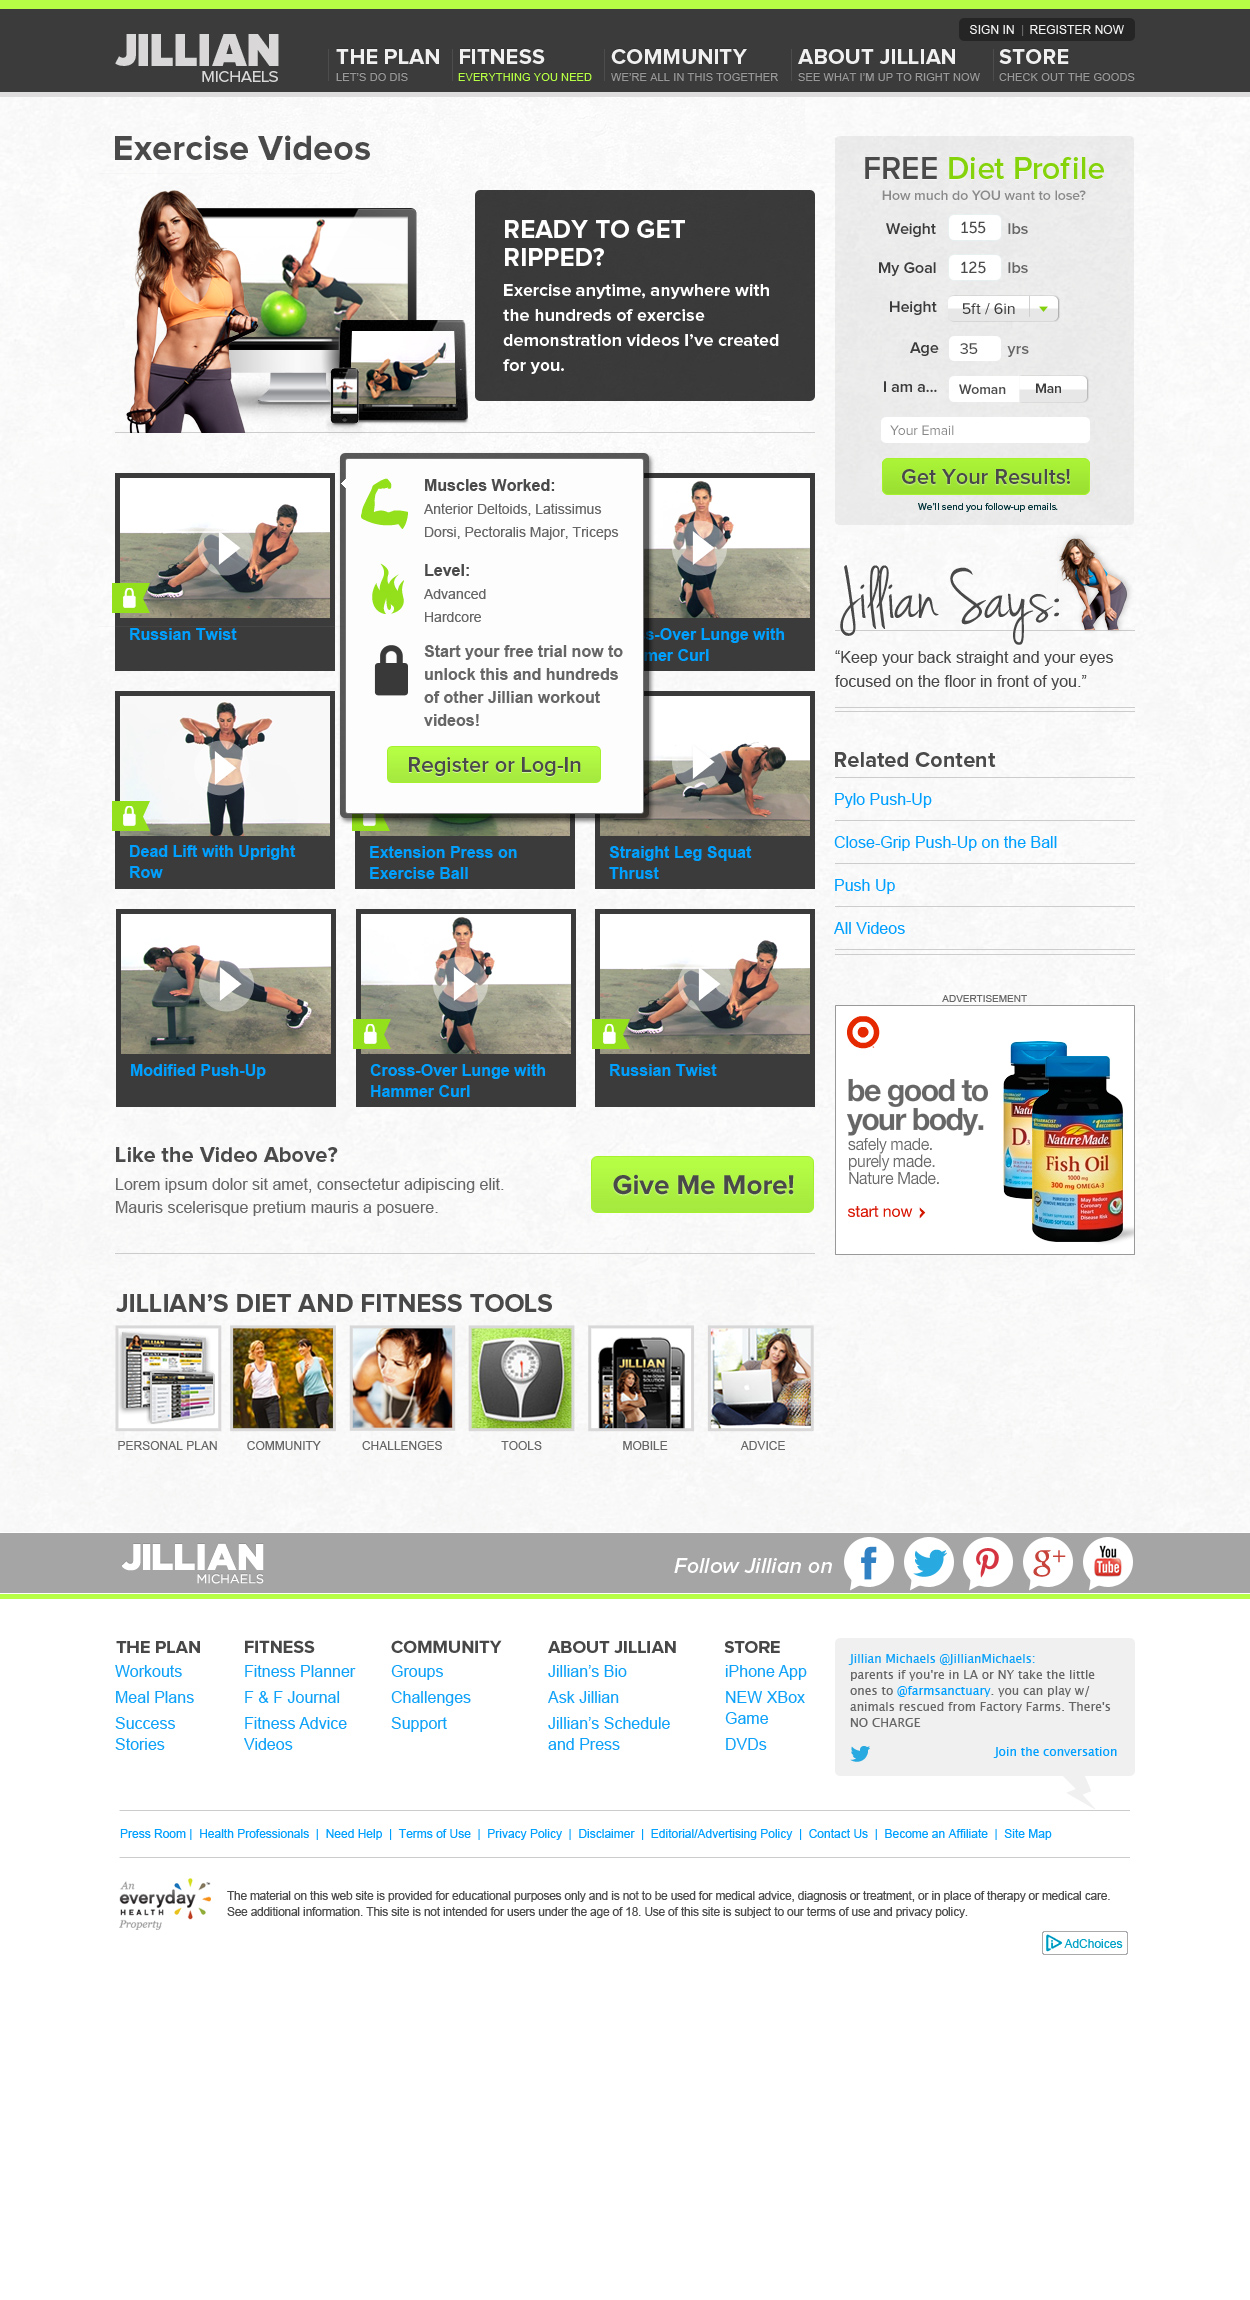 SIGN IN | REGISTER NOW
JILLIAN
MICHAELS
THE PLAN
LET'S DO DIS
FITNESS
EVERYTHING YOU NEED
COMMUNITY
WE'RE ALL IN THIS TOGETHER
ABOUT JILLIAN
SEE WHAT I'M UP TO RIGHT NOW
STORE
CHECK OUT THE GOODS
Exercise Videos
READY TO GET
RIPPED?
Exercise anytime, anywhere with
the hundreds of exercise
demonstration videos I've created
for you.
Muscles Worked:
Anterior Deltoids, Latissimus
Dorsi, Pectoralis Major, Triceps
Level:
Advanced
Hardcore
Start your free trial now to
unlock this and hundreds
of other Jillian workout
videos!
Register or Log-In
Russian Twist
s-Over Lunge with
mer Curl
Dead Lift with Upright
Row
Extension Press on
Exercise Ball
Straight Leg Squat
Thrust
Modified Push-Up
Cross-Over Lunge with
Hammer Curl
Russian Twist
Like the Video Above?
Lorem ipsum dolor sit amet, consectetur adipiscing elit.
Mauris scelerisque pretium mauris a posuere.
Give Me More!
JILLIAN'S DIET AND FITNESS TOOLS
JILLIAN
PERSONAL PLAN
COMMUNITY
CHALLENGES
TOOLS
MOBILE
ADVICE
FREE Diet Profile
How much do YOU want to lose?
Weight 155 lbs
My Goal 125 lbs
Height 5ft / 6in
Age 35 yrs
I am a... Woman Man
Your Email
Get Your Results!
We'll send you follow-up emails.
Jillian Says:
“Keep your back straight and your eyes
focused on the floor in front of you.”
Related Content
Pylo Push-Up
Close-Grip Push-Up on the Ball
Push Up
All Videos
ADVERTISEMENT
be good to
your body.
safely made.
purely made.
Nature Made.
start now
D3
NatureMade
Fish Oil
1000 mg
300 mg OMEGA-3
May Reduce
Coronary
Heart
Disease Risk
JILLIAN
MICHAELS
Follow Jillian on
f
g+
You
Tube
THE PLAN
Workouts
Meal Plans
Success
Stories
FITNESS
Fitness Planner
F & F Journal
Fitness Advice
Videos
COMMUNITY
Groups
Challenges
Support
ABOUT JILLIAN
Jillian's Bio
Ask Jillian
Jillian's Schedule
and Press
STORE
iPhone App
NEW XBox
Game
DVDs
Jillian Michaels @JillianMichaels:
parents if you're in LA or NY take the little
ones to @farmsanctuary. you can play w/
animals rescued from Factory Farms. There's
NO CHARGE
Join the conversation
Press Room | Health Professionals | Need Help | Terms of Use | Privacy Policy | Disclaimer | Editorial/Advertising Policy | Contact Us | Become an Affiliate | Site Map
An
everyday
HEALTH
Property
The material on this web site is provided for educational purposes only and is not to be used for medical advice, diagnosis or treatment, or in place of therapy or medical care.
See additional information. This site is not intended for users under the age of 18. Use of this site is subject to our terms of use and privacy policy.
AdChoices